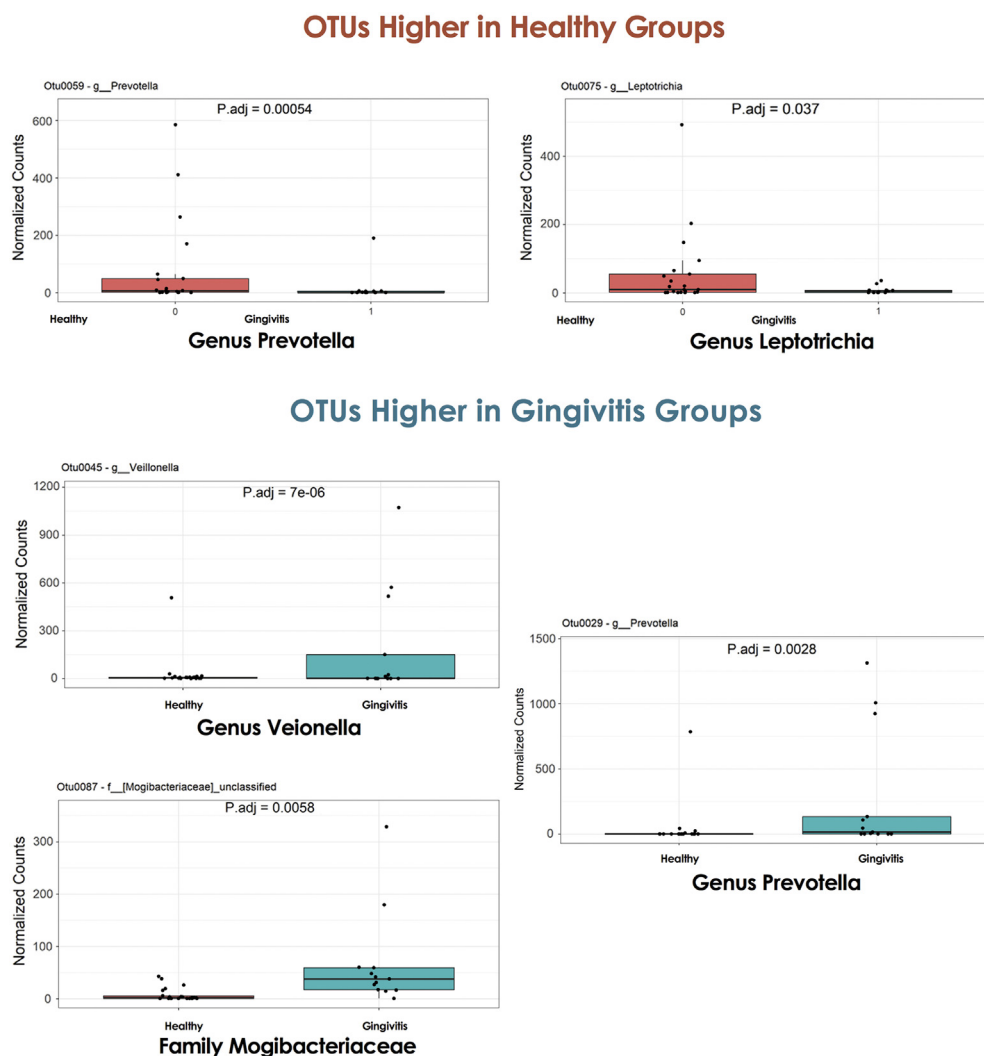 OTUs Higher in Healthy Groups
Otu0059 - g__Prevotella
P.adj = 0.00054
Normalized Counts
600
400
200
0
Healthy
0
Gingivitis
1
Genus Prevotella
Otu0075 - g__Leptotrichia
P.adj = 0.037
Normalized Counts
400
200
0
Healthy
0
Gingivitis
1
Genus Leptotrichia
OTUs Higher in Gingivitis Groups
Otu0045 - g__Veillonella
P.adj = 7e-06
Normalized Counts
1200
900
600
300
0
Healthy
Gingivitis
Genus Veionella
Otu0029 - g__Prevotella
P.adj = 0.0028
Normalized Counts
1500
1000
500
0
Healthy
Gingivitis
Genus Prevotella
Otu0087 - f__[Mogibacteriaceae]_unclassified
P.adj = 0.0058
Normalized Counts
300
200
100
0
Healthy
Gingivitis
Family Mogibacteriaceae